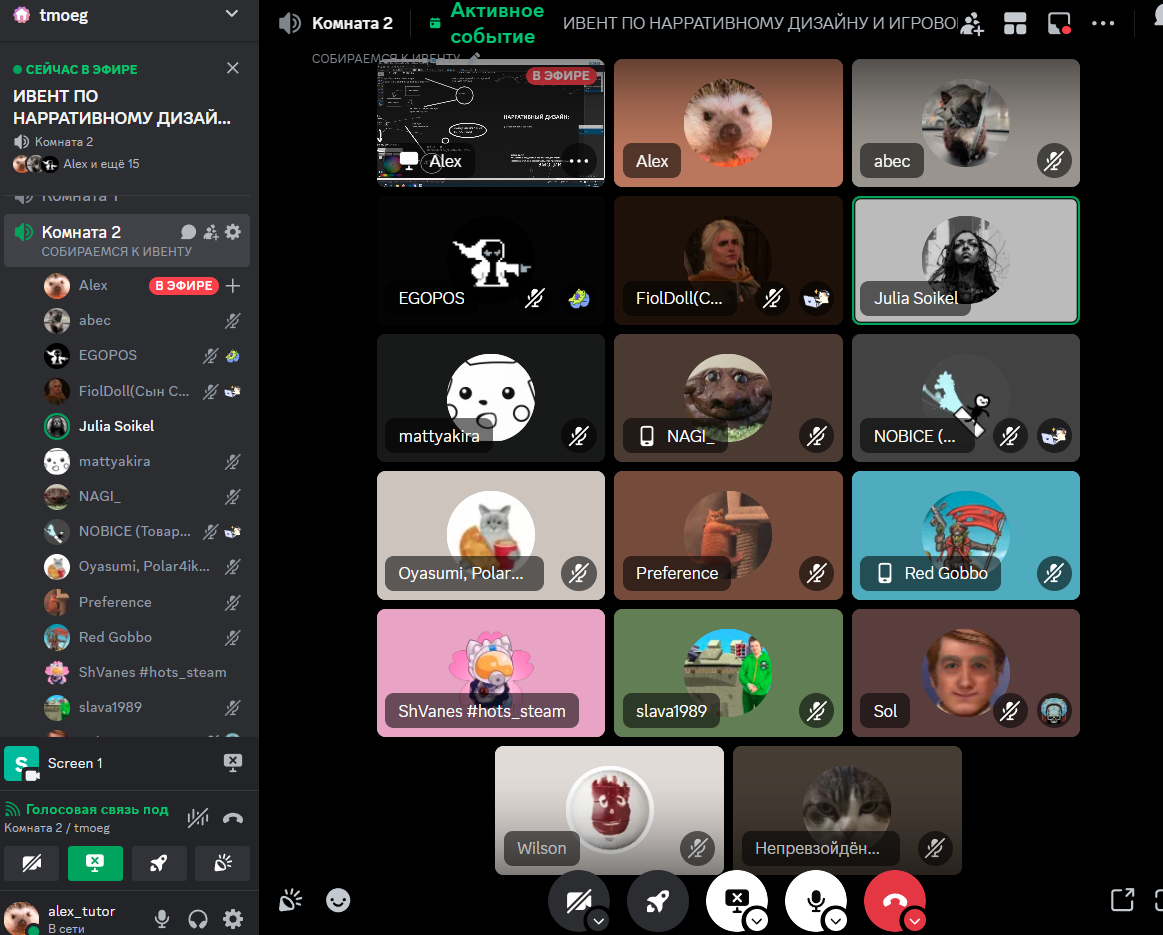 tmoeg
СЕЙЧАС В ЭФИРЕ
ИВЕНТ ПО
НАРРАТИВНОМУ ДИЗАЙ...
Комната 2
Alex и ещё 15
Комната 1
Комната 2
СОБИРАЕМСЯ К ИВЕНТУ
Alex
В ЭФИРЕ
abec
EGOPOS
FiolDoll(Сын С...
Julia Soikel
mattyakira
NAGI_
NOBICE (Товар...
Oyasumi, Polar4ik...
Preference
Red Gobbo
ShVanes #hots_steam
slava1989
S
Screen 1
Голосовая связь под
Комната 2 / tmoeg
alex_tutor
В сети
Комната 2
Активное
событие
ИВЕНТ ПО НАРРАТИВНОМУ ДИЗАЙНУ И ИГРОВО
СОБИРАЕМСЯ К ИВЕНТУ
В ЭФИРЕ
НАРРАТИВНЫЙ ДИЗАЙН:
Alex
Alex
abec
EGOPOS
FiolDoll(С...
Julia Soikel
mattyakira
NAGI_
NOBICE (...
Oyasumi, Polar...
Preference
Red Gobbo
ShVanes #hots_steam
slava1989
Sol
Wilson
Непревзойдён...